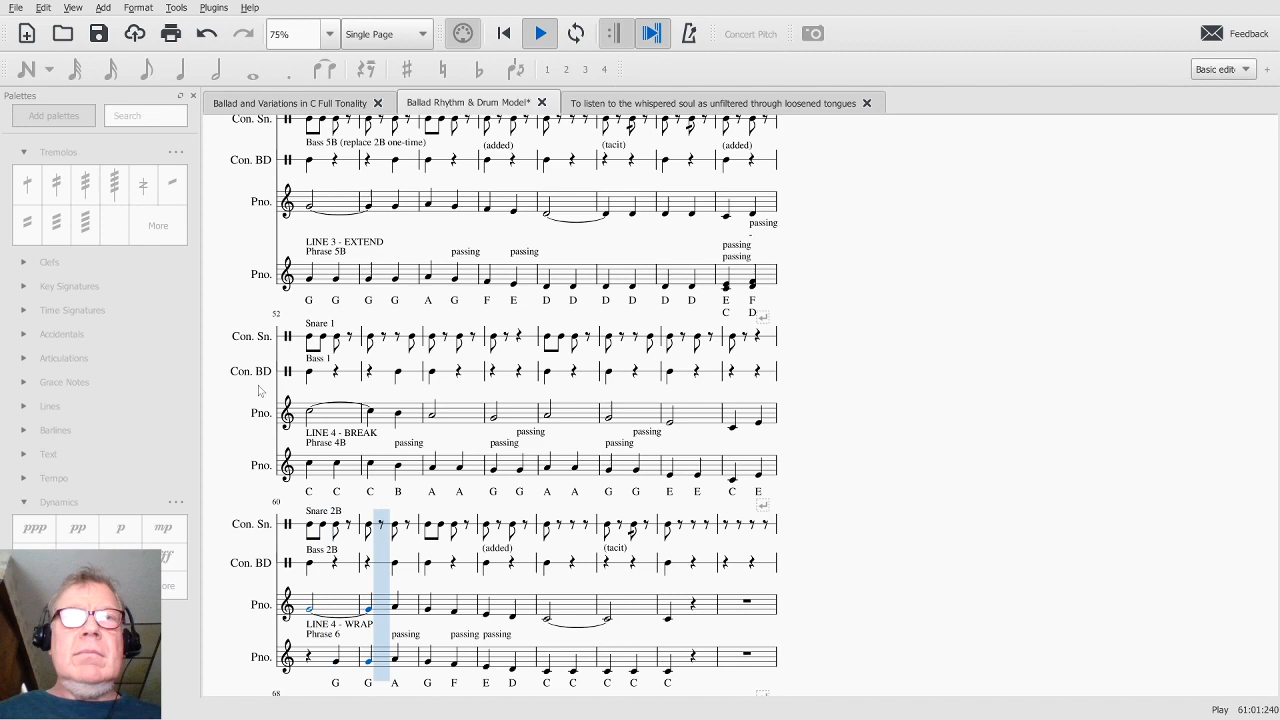 File Edit View Add Format Tools Plugins Help
75% Single Page Concert Pitch Feedback
1 2 3 4 Basic edit
Palettes
Ballad and Variations in C Full Tonality Ballad Rhythm & Drum Model* To listen to the whispered soul as unfiltered through loosened tongues
Add palettes Search
Tremolos
More
Clefs
Key Signatures
Time Signatures
Accidentals
Articulations
Grace Notes
Lines
Barlines
Text
Tempo
Dynamics
ppp pp p mp
Con. Sn.
Bass 5B (replace 2B one-time) (added) (tacit) (added)
Con. BD
Pno.
passing
-
LINE 3 - EXTEND passing
Phrase 5B passing passing passing
Pno.
G G G G A G F E D D D D D D E F
C D
52
Snare 1
Con. Sn.
Bass 1
Con. BD
Pno.
LINE 4 - BREAK passing passing
Phrase 4B passing passing passing
Pno.
C C C B A A G G A A G G E E C E
60
Snare 2B
Con. Sn.
Bass 2B (added) (tacit)
Con. BD
Pno.
LINE 4 - WRAP
Phrase 6 passing passing passing
Pno.
G G A G F E D C C C C C
68
Play 61:01:240